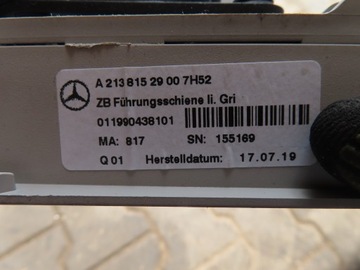 A 213 815 29 00 7H52
ZB Führungsschiene li. Gri
011990438101
MA: 817 SN: 155169
Q 01 Herstelldatum: 17.07.19